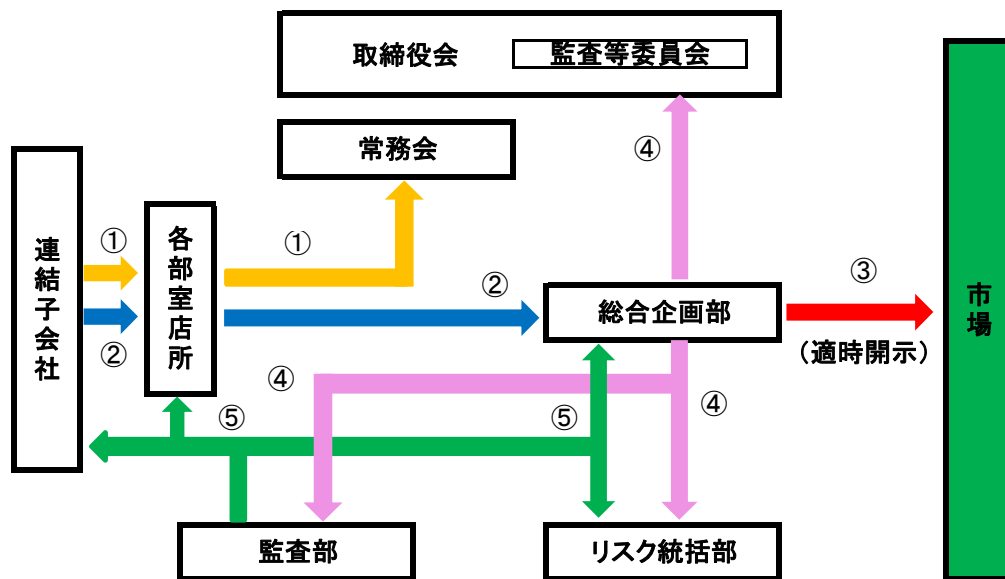 取締役会
監査等委員会
常務会
④
連結子会社
各部室店所
①
①
②
②
③
総合企画部
(適時開示)
市場
④
④
⑤
⑤
監査部
リスク統括部